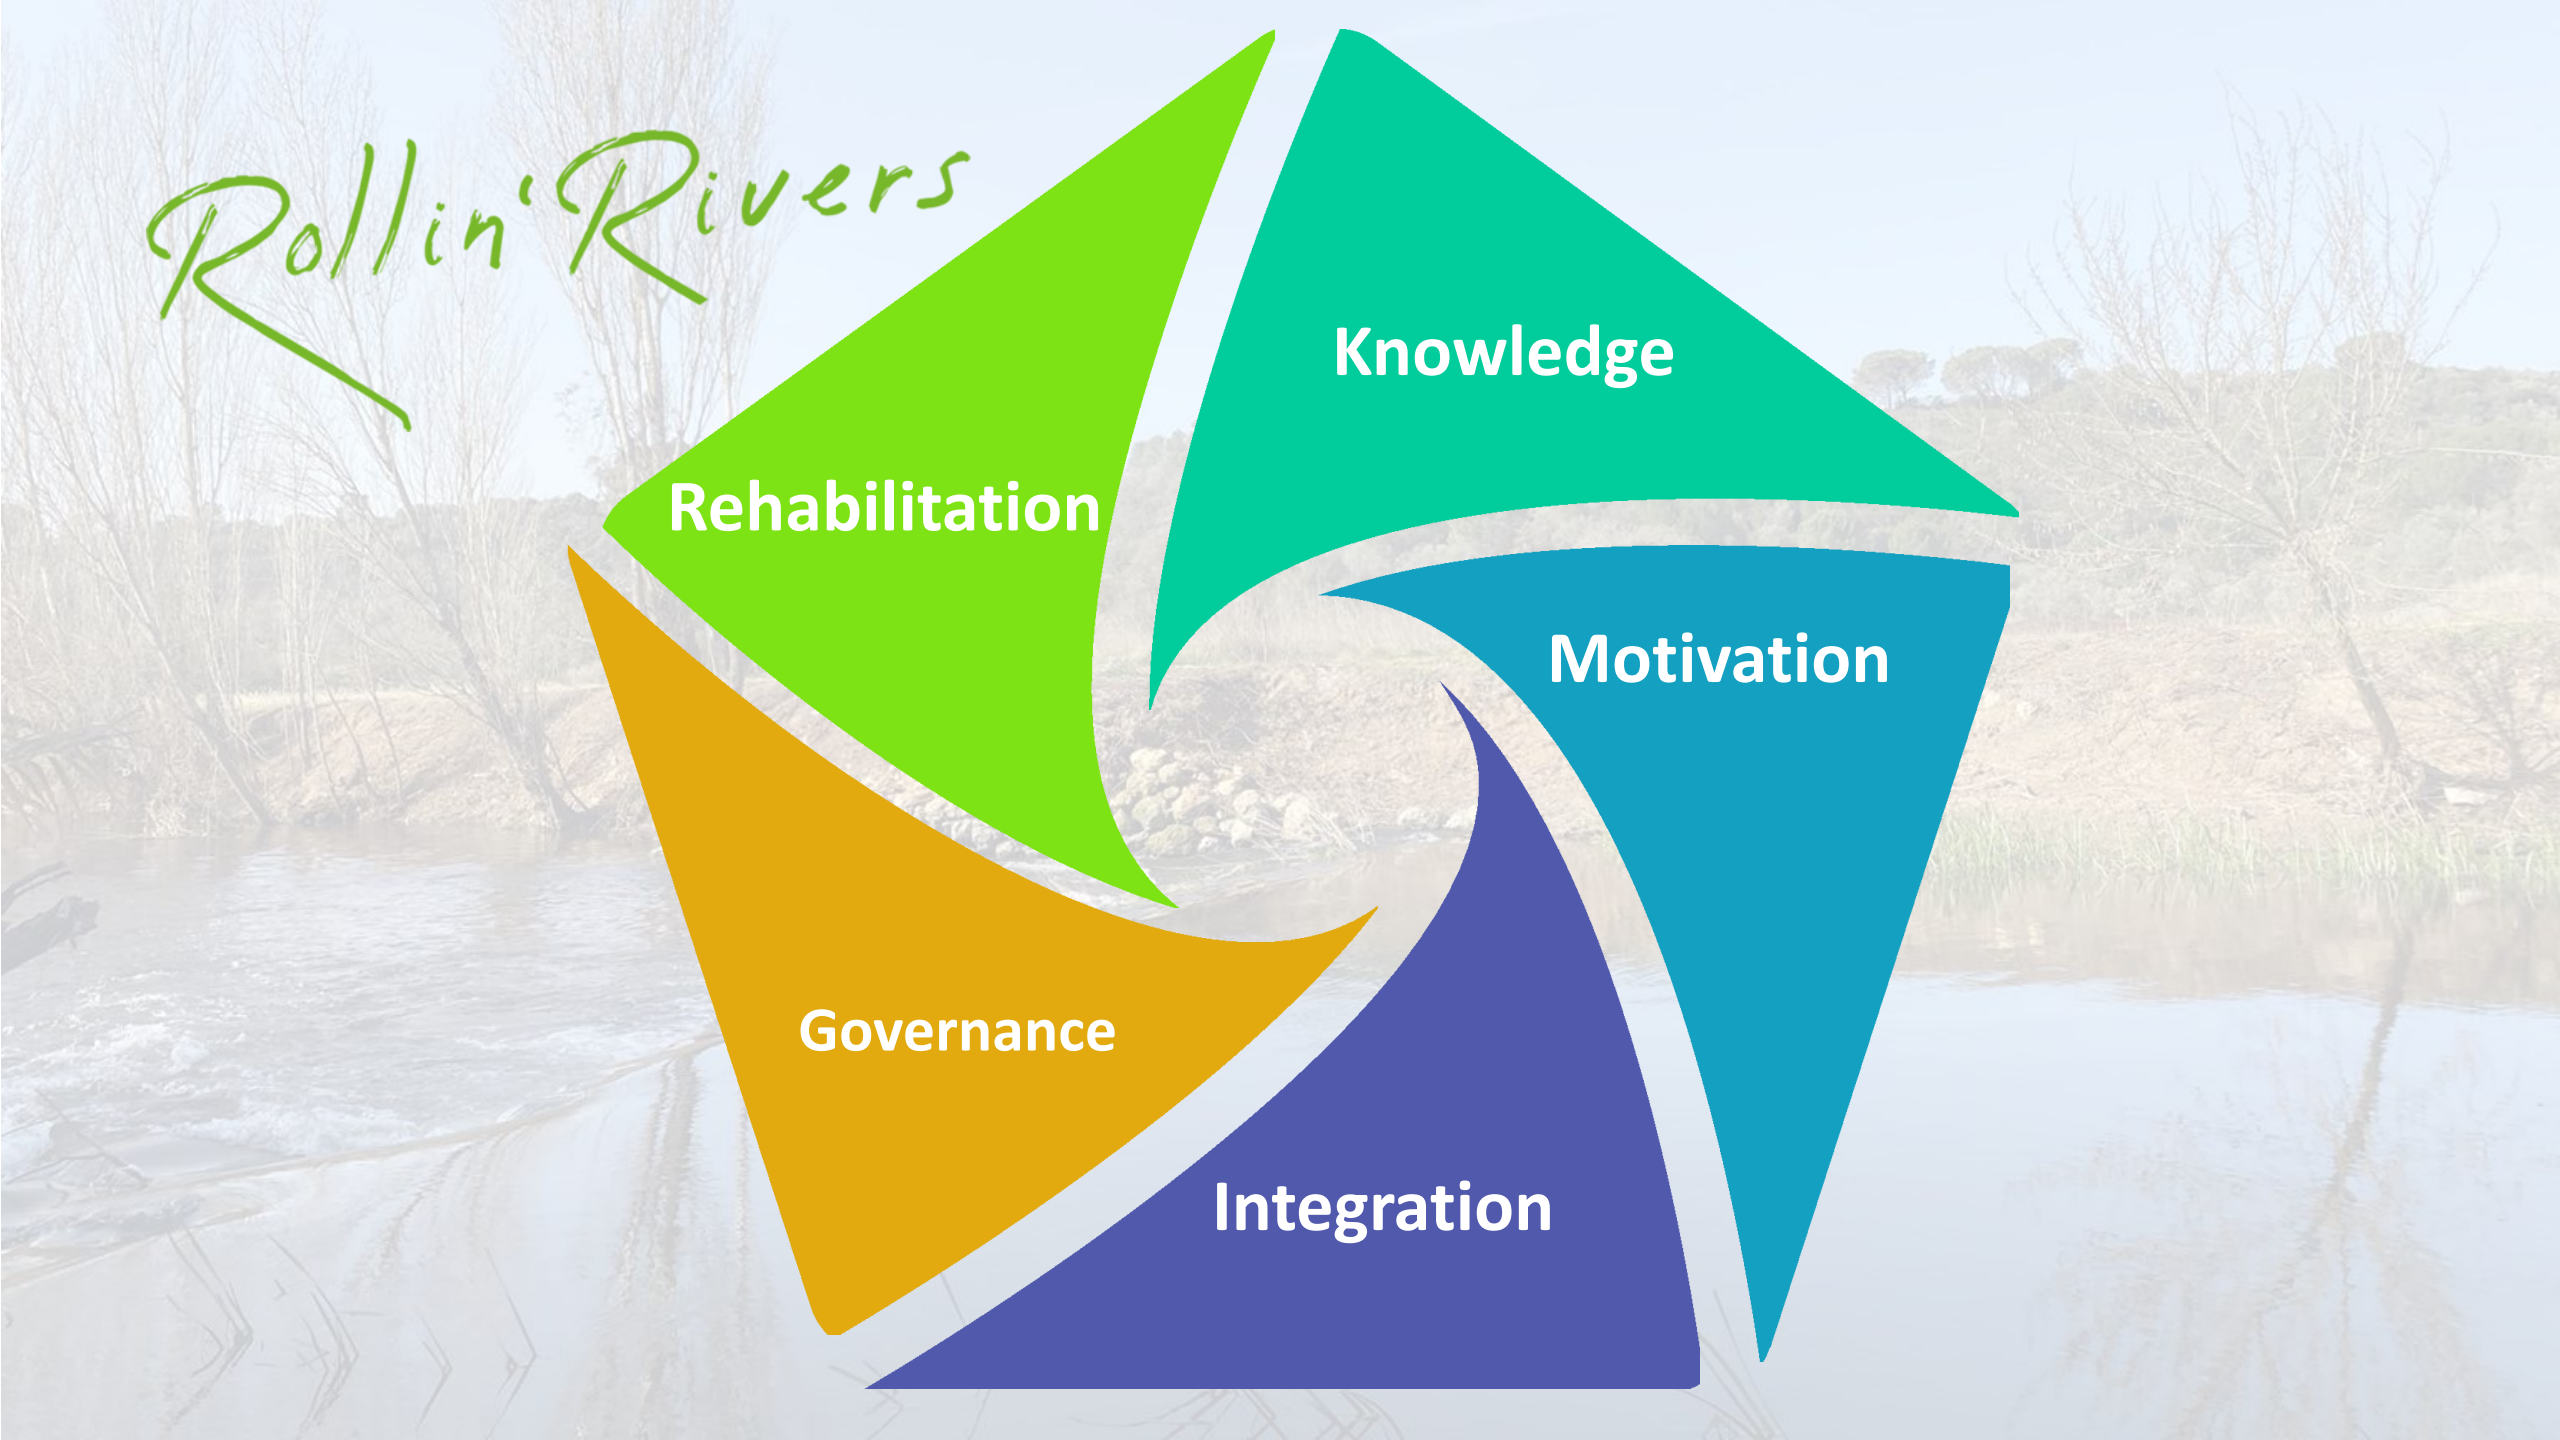 Rollin‘Rivers
Knowledge
Rehabilitation
Motivation
Governance
Integration